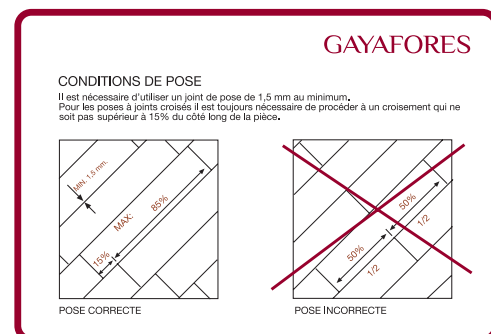 GAYAFORES
CONDITIONS DE POSE
Il est nécessaire d'utiliser un joint de pose de 1,5 mm au minimum.
Pour les poses à joints croisés il est toujours nécessaire de procéder à un croisement qui ne
soit pas supérieur à 15% du côté long de la pièce.
MIN. 1,5 mm.
MAX:
85%
15%
50%
1/2
50%
1/2
POSE CORRECTE
POSE INCORRECTE